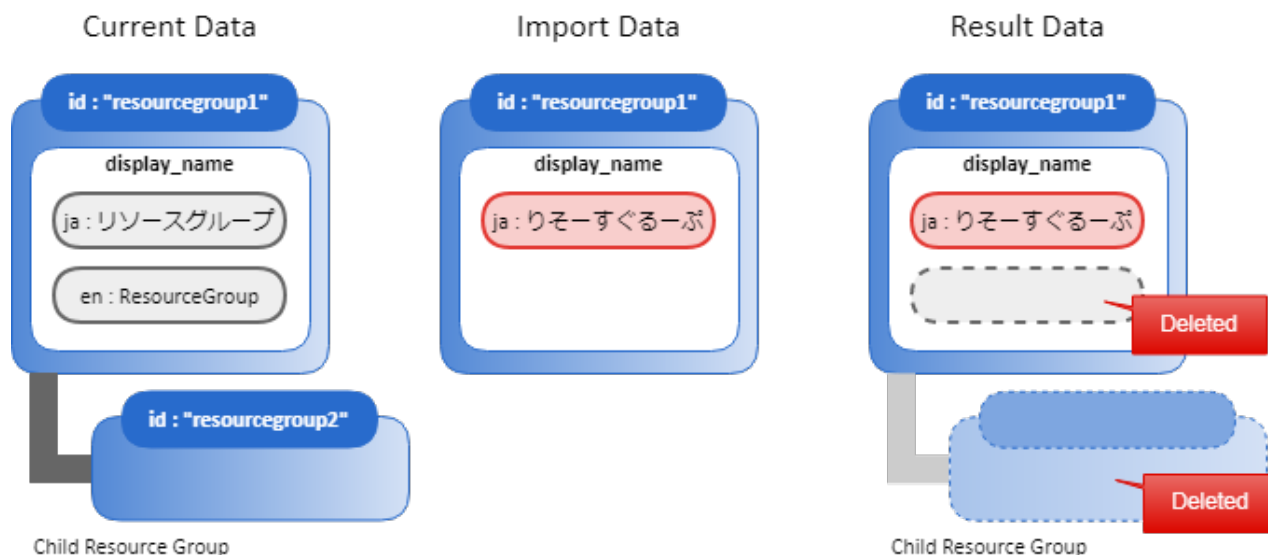 Current Data
Import Data
Result Data
id : "resourcegroup1"
id : "resourcegroup1"
id : "resourcegroup1"
display_name
display_name
display_name
ja : リソースグループ
ja : りそーすぐるーぷ
ja : りそーすぐるーぷ
en : ResourceGroup
Deleted
id : "resourcegroup2"
Deleted
Child Resource Group
Child Resource Group